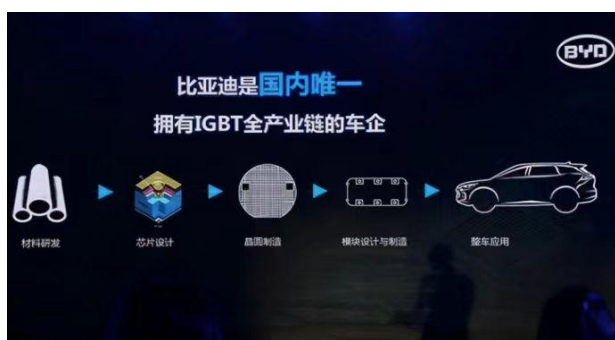 BYD
比亚迪是国内唯一
拥有IGBT全产业链的车企
材料研发
芯片设计
晶圆制造
模块设计与制造
整车应用